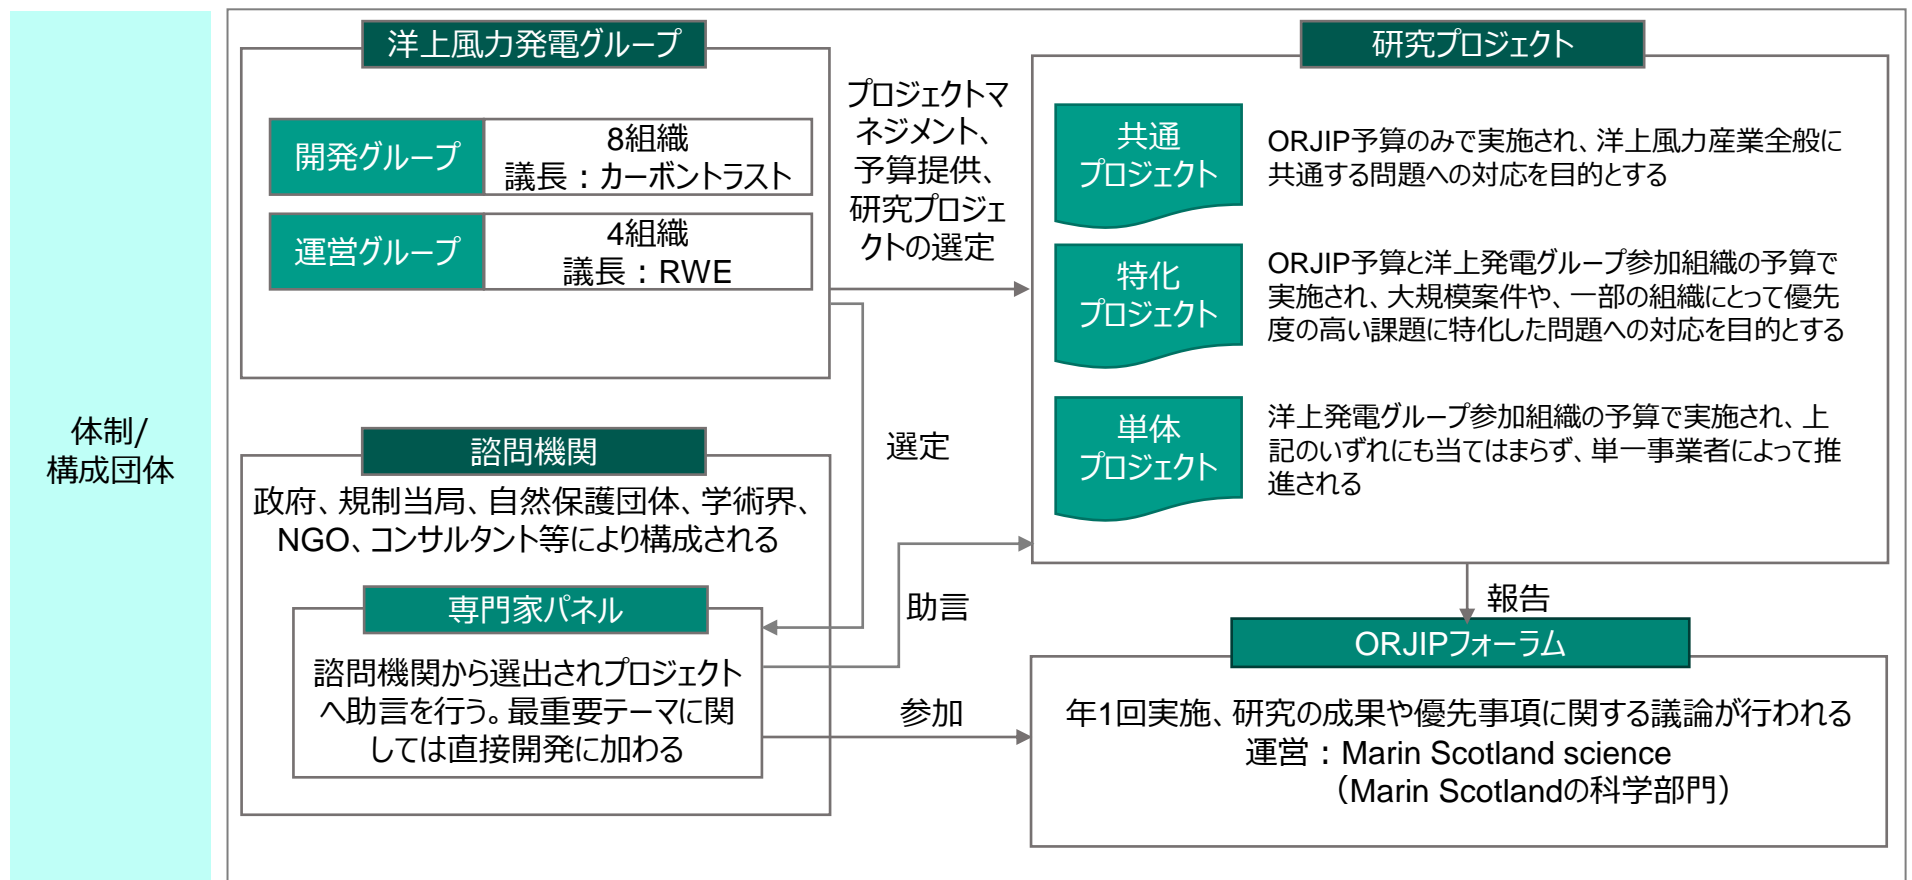 体制/
構成団体
洋上風力発電グループ
開発グループ
8組織
議長：カーボントラスト
運営グループ
4組織
議長：RWE
プロジェクトマ
ネジメント、
予算提供、
研究プロジェ
クトの選定
研究プロジェクト
共通
プロジェクト
ORJIP予算のみで実施され、洋上風力産業全般に
共通する問題への対応を目的とする
特化
プロジェクト
ORJIP予算と洋上発電グループ参加組織の予算で
実施され、大規模案件や、一部の組織にとって優先
度の高い課題に特化した問題への対応を目的とする
単体
プロジェクト
洋上発電グループ参加組織の予算で実施され、上
記のいずれにも当てはまらず、単一事業者によって推
進される
選定
諮問機関
政府、規制当局、自然保護団体、学術界、
NGO、コンサルタント等により構成される
専門家パネル
諮問機関から選出されプロジェクト
へ助言を行う。最重要テーマに関
しては直接開発に加わる
助言
参加
報告
ORJIPフォーラム
年1回実施、研究の成果や優先事項に関する議論が行われる
運営：Marin Scotland science
（Marin Scotlandの科学部門）